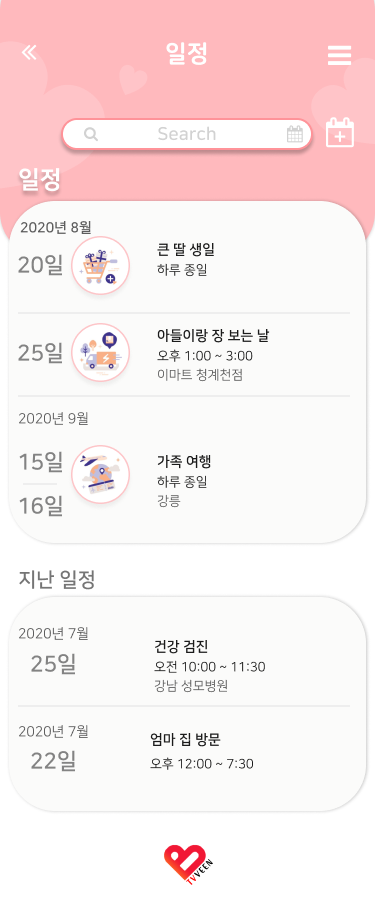 일정
Search
일정
2020년 8월
20일
큰 딸 생일
하루 종일
25일
아들이랑 장 보는 날
오후 1:00 ~ 3:00
이마트 청계천점
2020년 9월
15일
16일
가족 여행
하루 종일
강릉
지난 일정
2020년 7월
25일
건강 검진
오전 10:00 ~ 11:30
강남 성모병원
2020년 7월
22일
엄마 집 방문
오후 12:00 ~ 7:30
TVVEEN